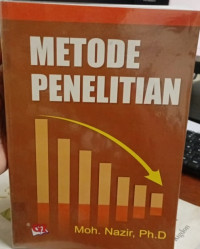 METODE
PENELITIAN
Moh. Nazir, Ph.D